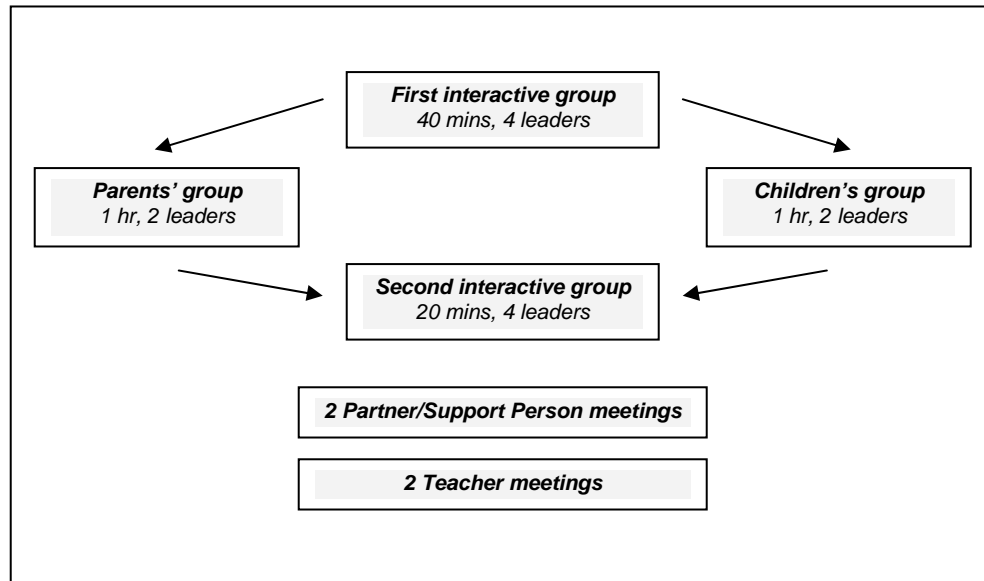 First interactive group
40 mins, 4 leaders
Parents’ group
1 hr, 2 leaders
Children’s group
1 hr, 2 leaders
Second interactive group
20 mins, 4 leaders
2 Partner/Support Person meetings
2 Teacher meetings